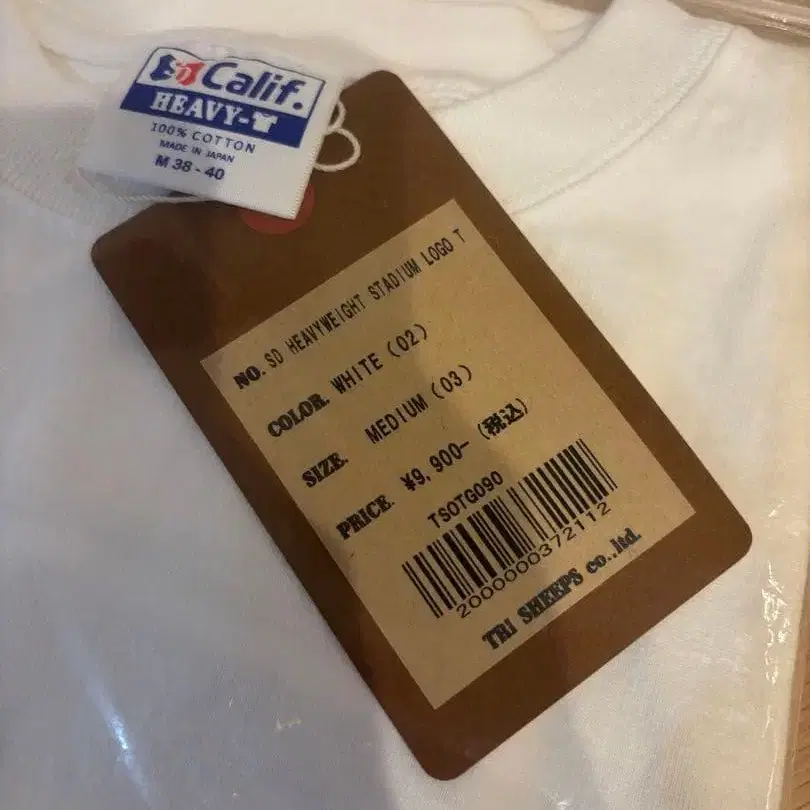 SD Calif.
HEAVY-T
100% COTTON
MADE IN JAPAN
M 38 - 40
NO. SD HEAVYWEIGHT STADIUM LOGO T
COLOR. WHITE (02)
SIZE. MEDIUM (03)
PRICE. ¥9,900- (税込)
TSOTG090
2000000372112
TRI SHEEPS co.,ltd.